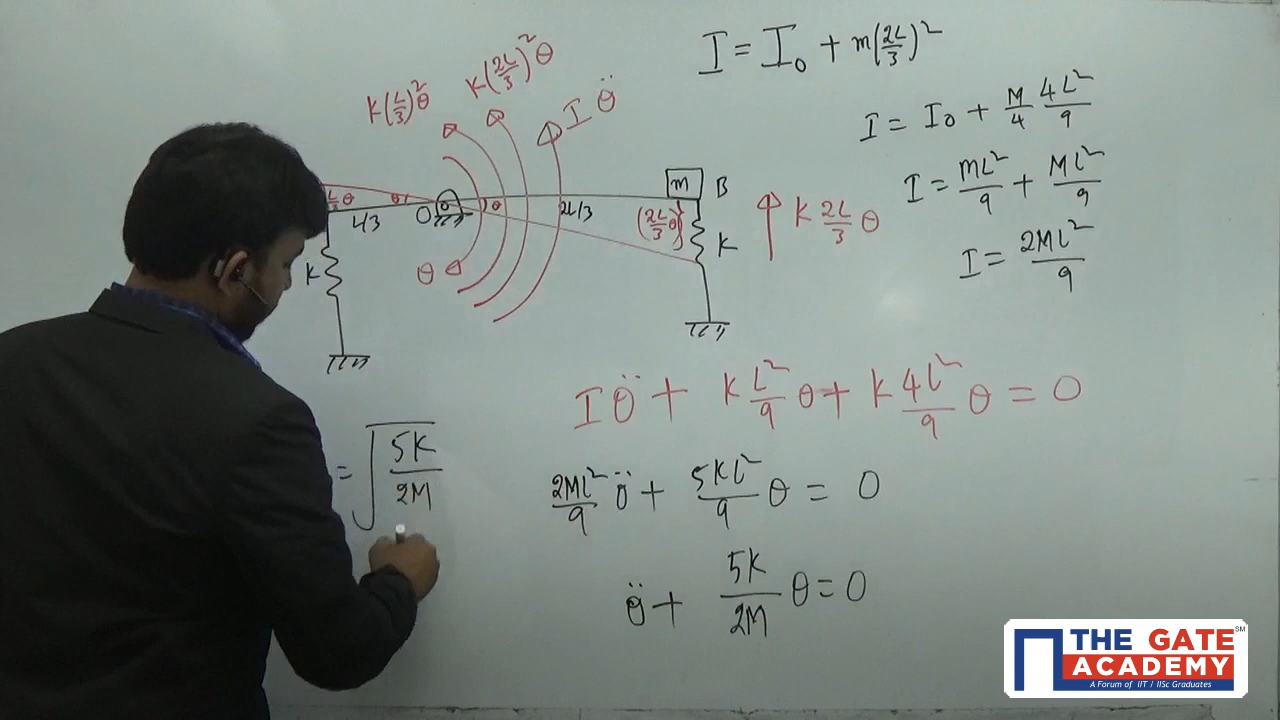 I = I₀ + m(2L/3)²
I = I₀ + M/4 4L²/9
I = ML²/9 + ML²/9
I = 2ML²/9
K(L/3)²θ
K(2L/3)²θ
I θ̈
θ
L/3
O
θ
2L/3
m
B
(2L/3 θ)
K
K 2L/3 θ
θ
K
I θ̈ + K L²/9 θ + K 4L²/9 θ = 0
2ML²/9 θ̈ + 5KL²/9 θ = 0
θ̈ + 5K/2M θ = 0
= √5K/2M
THE GATE
ACADEMY
A Forum of IIT / IISc Graduates
SM